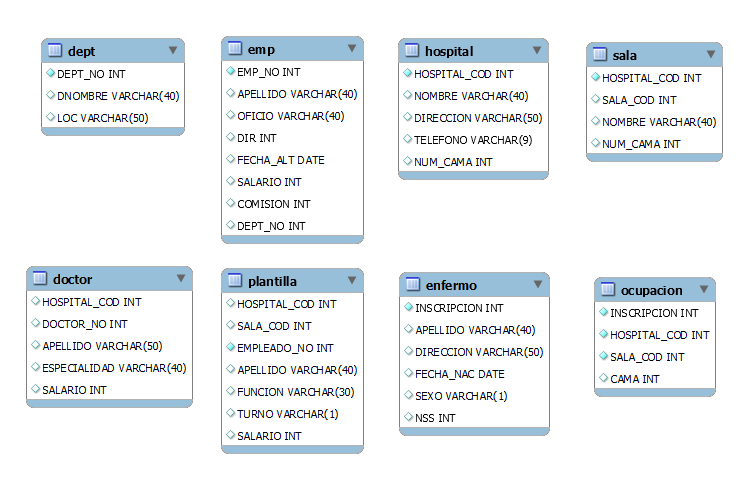 dept
DEPT_NO INT
DNOMBRE VARCHAR(40)
LOC VARCHAR(50)
emp
EMP_NO INT
APELLIDO VARCHAR(40)
OFICIO VARCHAR(40)
DIR INT
FECHA_ALT DATE
SALARIO INT
COMISION INT
DEPT_NO INT
hospital
HOSPITAL_COD INT
NOMBRE VARCHAR(40)
DIRECCION VARCHAR(50)
TELEFONO VARCHAR(9)
NUM_CAMA INT
sala
HOSPITAL_COD INT
SALA_COD INT
NOMBRE VARCHAR(40)
NUM_CAMA INT
doctor
HOSPITAL_COD INT
DOCTOR_NO INT
APELLIDO VARCHAR(50)
ESPECIALIDAD VARCHAR(40)
SALARIO INT
plantilla
HOSPITAL_COD INT
SALA_COD INT
EMPLEADO_NO INT
APELLIDO VARCHAR(40)
FUNCION VARCHAR(30)
TURNO VARCHAR(1)
SALARIO INT
enfermo
INSCRIPCION INT
APELLIDO VARCHAR(40)
DIRECCION VARCHAR(50)
FECHA_NAC DATE
SEXO VARCHAR(1)
NSS INT
ocupacion
INSCRIPCION INT
HOSPITAL_COD INT
SALA_COD INT
CAMA INT